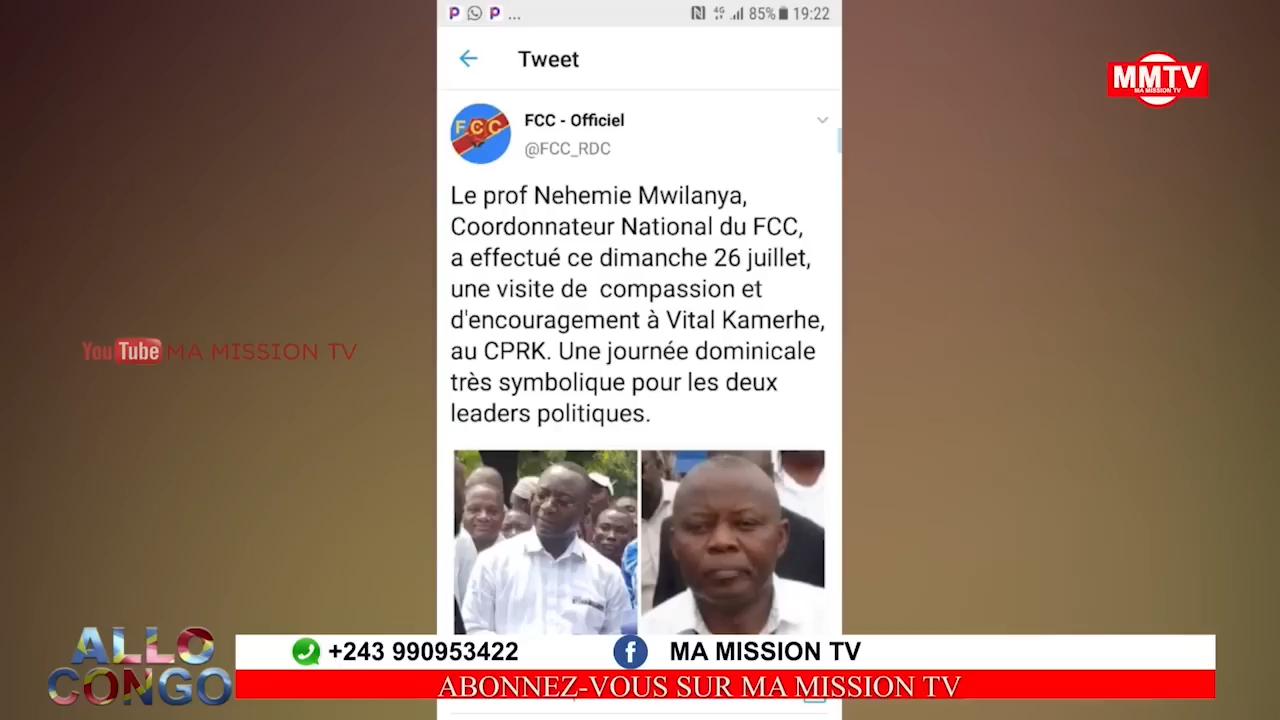 P P ... 4G 85% 19:22
Tweet
MMTV
MA MISSION TV
FCC
FCC - Officiel
@FCC_RDC
Le prof Nehemie Mwilanya,
Coordonnateur National du FCC,
a effectué ce dimanche 26 juillet,
une visite de compassion et
d'encouragement à Vital Kamerhe,
au CPRK. Une journée dominicale
très symbolique pour les deux
leaders politiques.
YouTube MA MISSION TV
ALLO
CONGO
+243 990953422 f MA MISSION TV
ABONNEZ-VOUS SUR MA MISSION TV